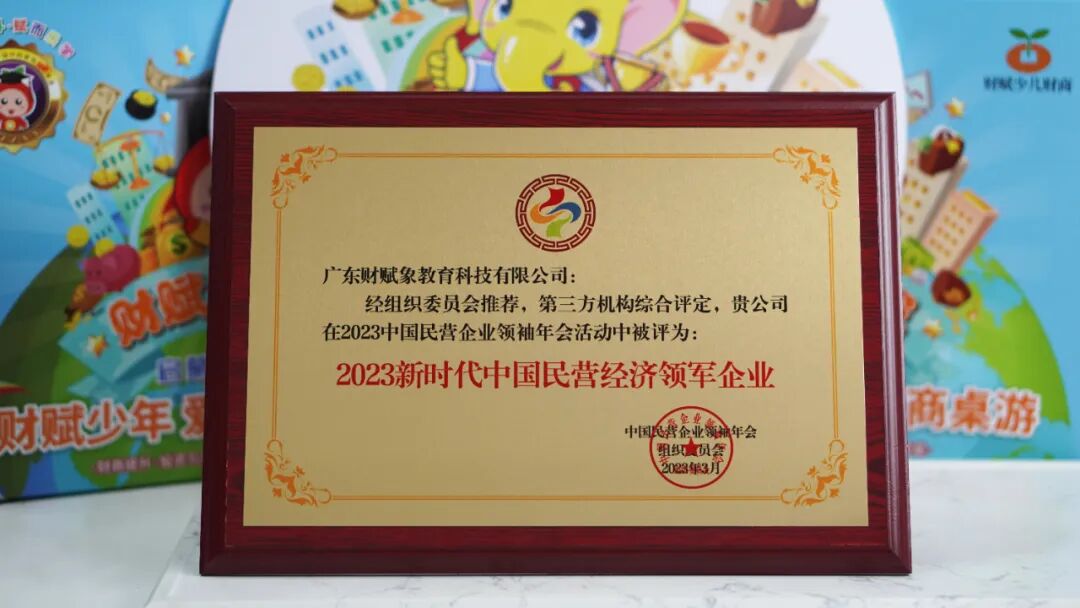 广东财赋象教育科技有限公司：
经组织委员会推荐，第三方机构综合评定，贵公司
在2023中国民营企业领袖年会活动中被评为：
2023新时代中国民营经济领军企业
中国民营企业领袖年会
组织委员会
2023年3月
财赋少儿财商
财赋
财赋少年 爱
商桌游